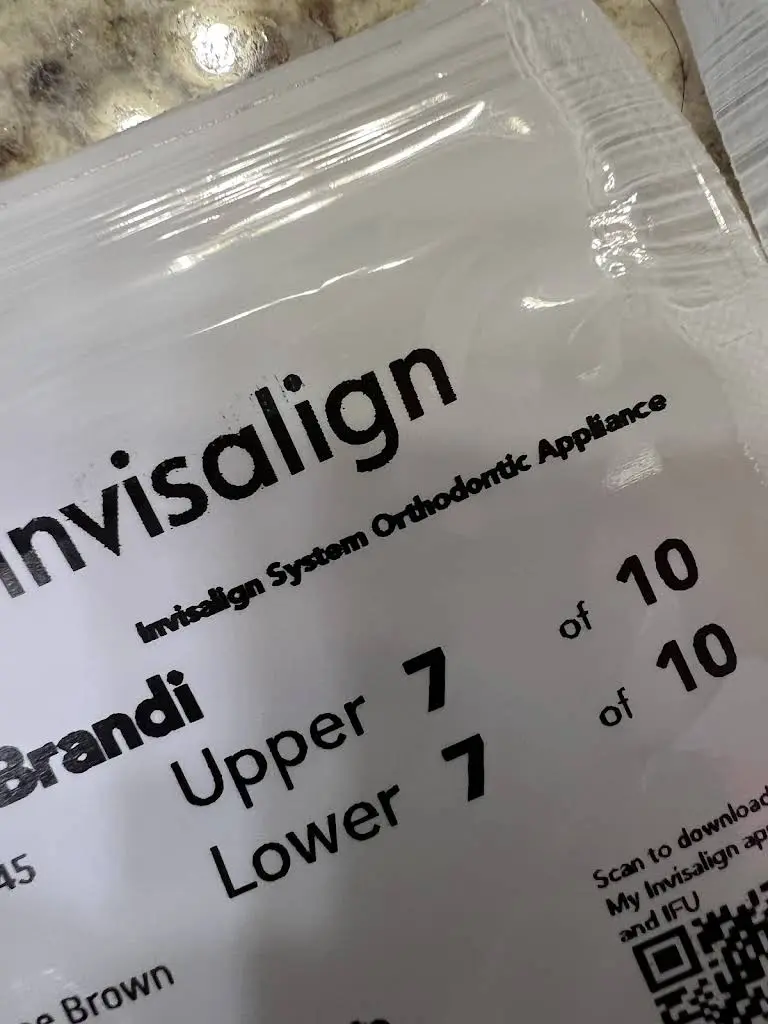 Invisalign
Invisalign System Orthodontic Appliance
Brandi
Upper 7 of 10
Lower 7 of 10
45
Scan to download
My Invisalign
and IFU
Brown